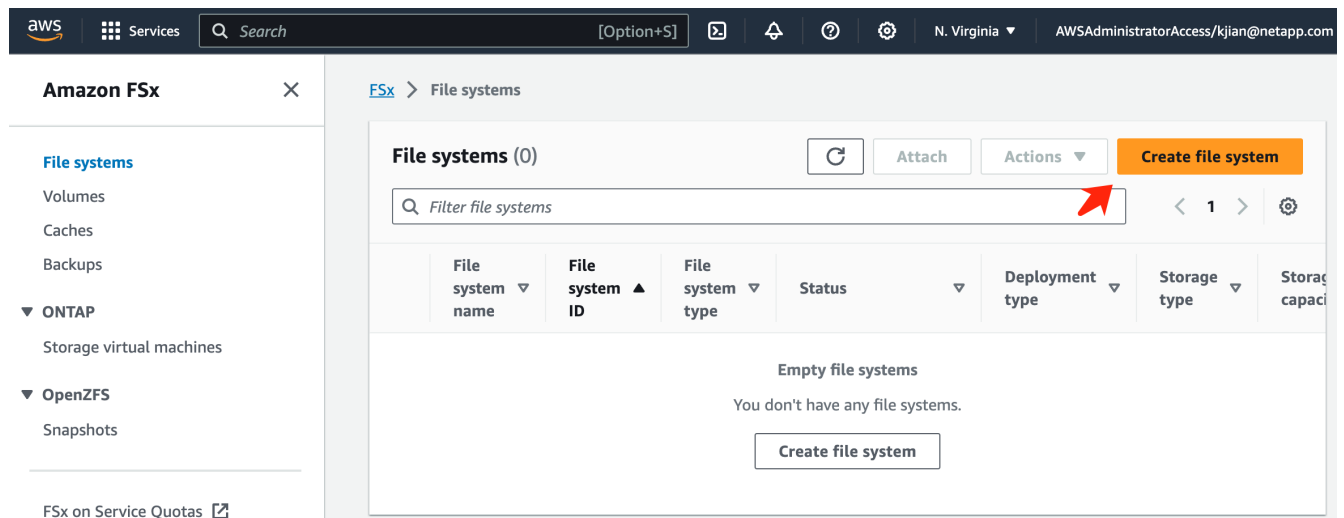 aws Services Search [Option+S] N. Virginia AWSAdministratorAccess/kjian@netapp.com
Amazon FSx
File systems
Volumes
Caches
Backups
ONTAP
Storage virtual machines
OpenZFS
Snapshots
FSx on Service Quotas
FSx > File systems
File systems (0) Attach Actions Create file system
Filter file systems 1
File system name
File system ID
File system type
Status
Deployment type
Storage type
Storag
capaci
Empty file systems
You don't have any file systems.
Create file system